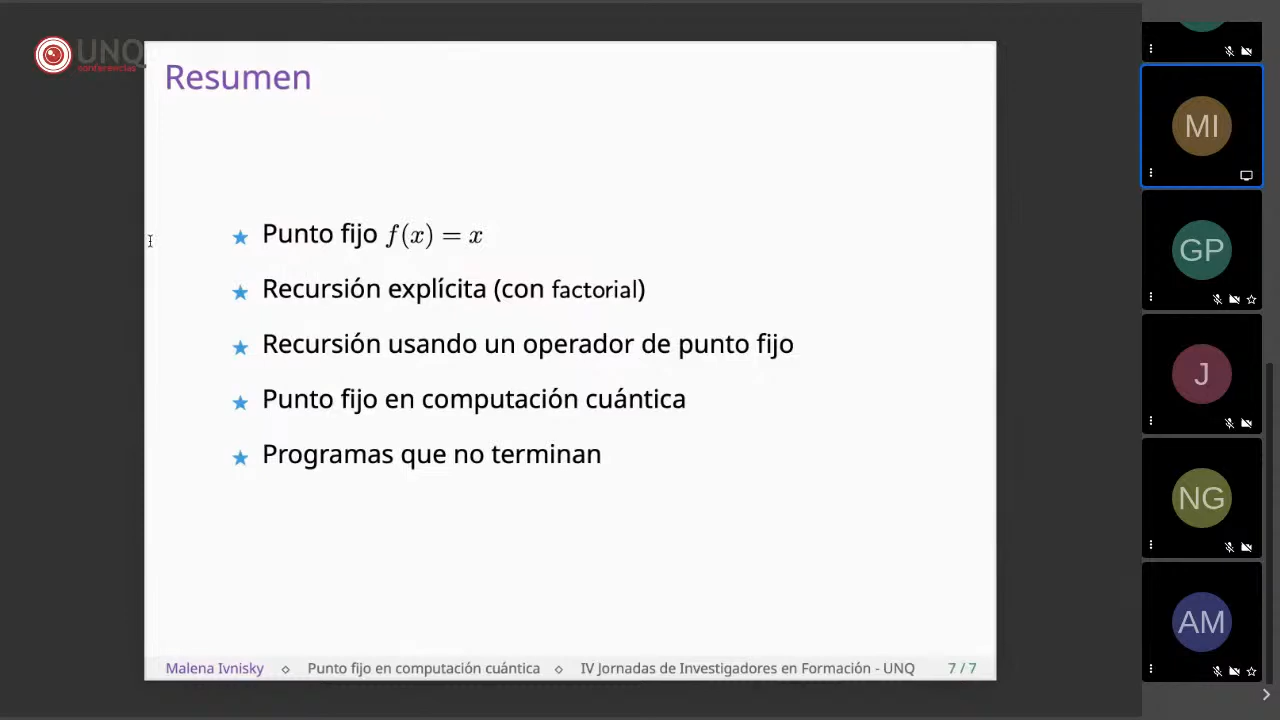 UNQ
conferencias
Resumen
Punto fijo f(x) = x
Recursión explícita (con factorial)
Recursión usando un operador de punto fijo
Punto fijo en computación cuántica
Programas que no terminan
Malena Ivnisky ⋄ Punto fijo en computación cuántica ⋄ IV Jornadas de Investigadores en Formación - UNQ 7 / 7
MI
GP
J
NG
AM